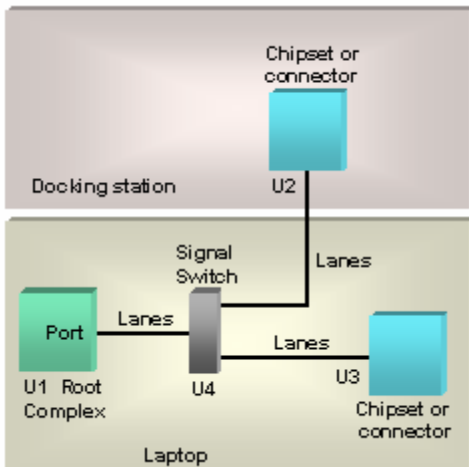 Chipset or
connector
U2
Docking station
Signal
Switch
Lanes
Port
Lanes
Lanes
U1 Root
Complex
U4
U3
Chipset or
connector
Laptop